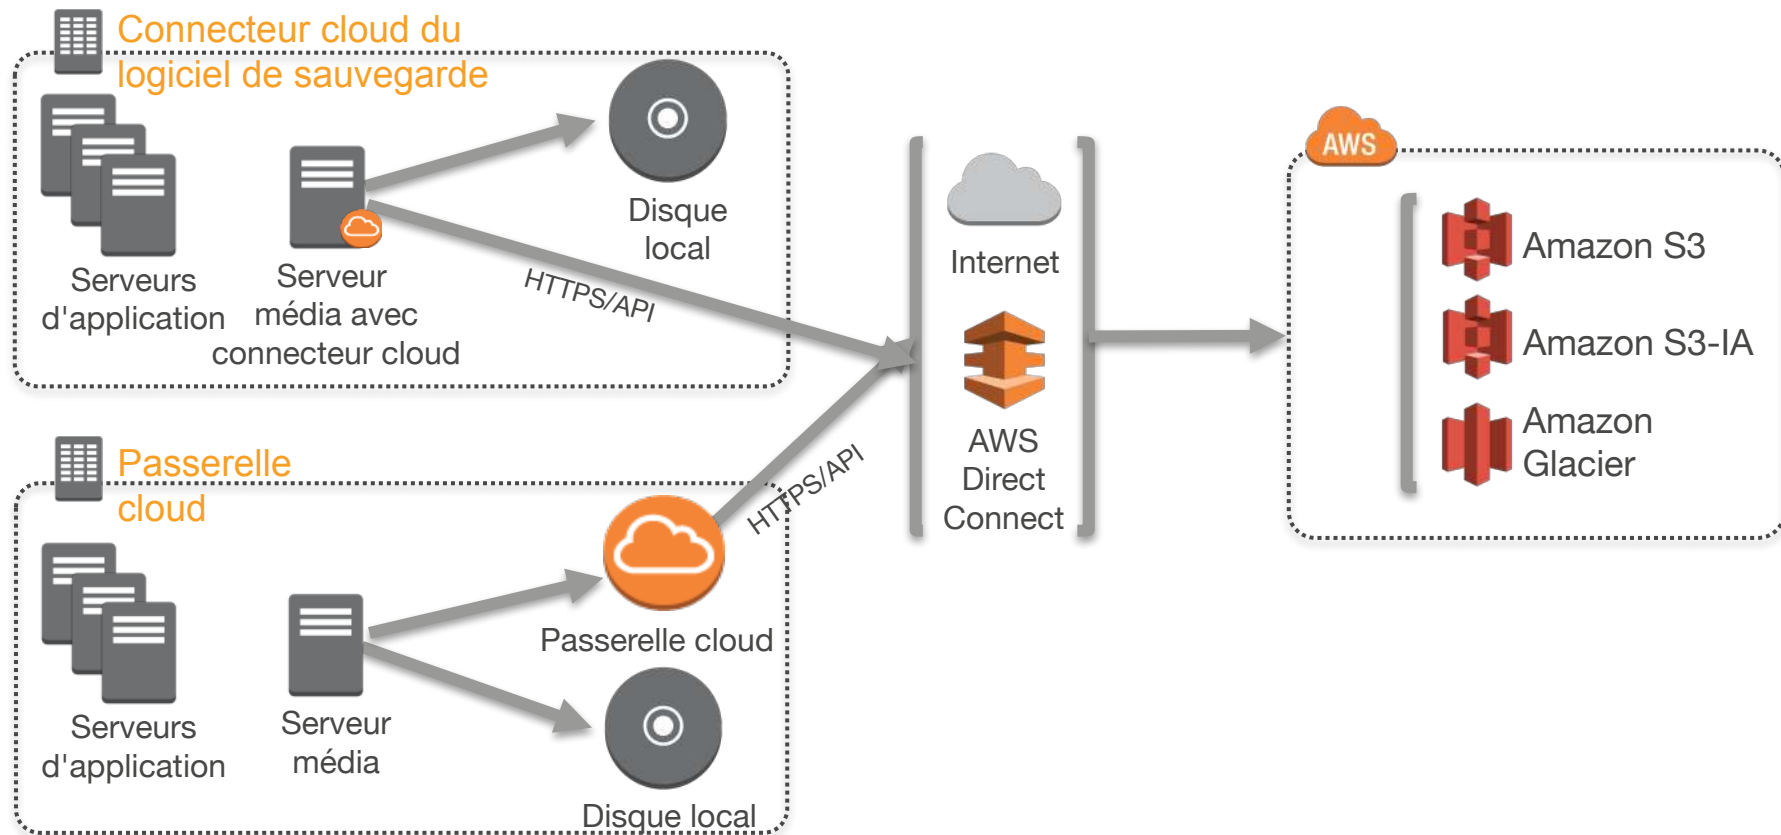 Connecteur cloud du
logiciel de sauvegarde
Serveurs
d'application
Serveur
média avec
connecteur cloud
Disque
local
HTTPS/API
Passerelle
cloud
Serveurs
d'application
Serveur
média
Passerelle cloud
Disque local
HTTPS/API
Internet
AWS
Direct
Connect
AWS
Amazon S3
Amazon S3-IA
Amazon
Glacier